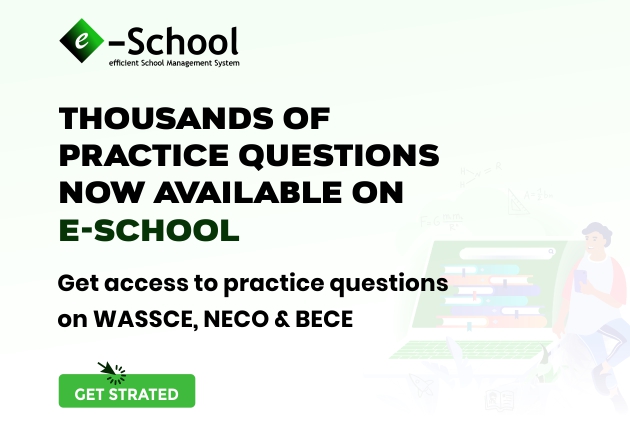 e -School
efficient School Management System
THOUSANDS OF
PRACTICE QUESTIONS
NOW AVAILABLE ON
E-SCHOOL
Get access to practice questions
on WASSCE, NECO & BECE
GET STRATED